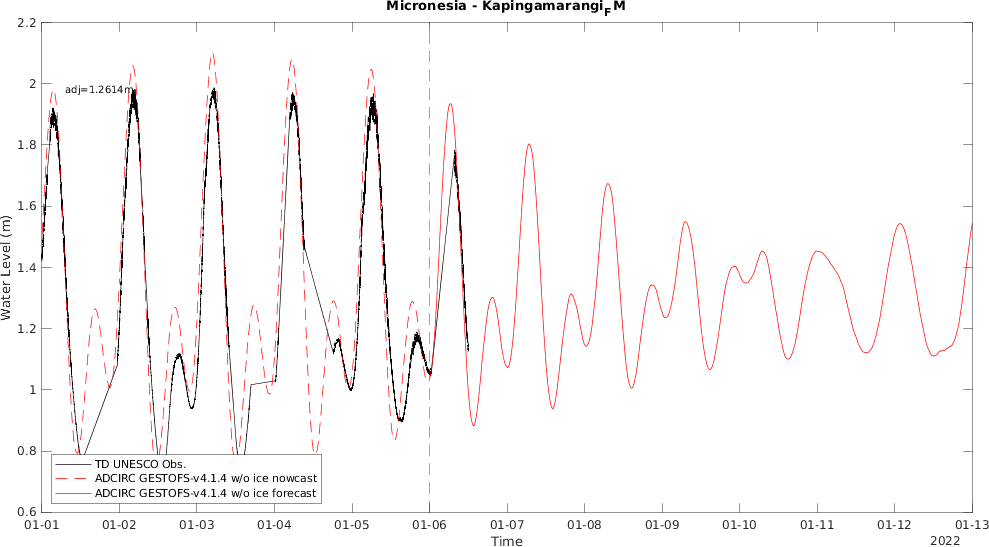 Micronesia - Kapingamarangi_FM
2.2
2
1.8
1.6
1.4
1.2
1
0.8
0.6
Water Level (m)
adj=1.2614m
TD UNESCO Obs.
ADCIRC GESTOFS-v4.1.4 w/o ice nowcast
ADCIRC GESTOFS-v4.1.4 w/o ice forecast
01-01 01-02 01-03 01-04 01-05 01-06 01-07 01-08 01-09 01-10 01-11 01-12 01-13
Time
2022